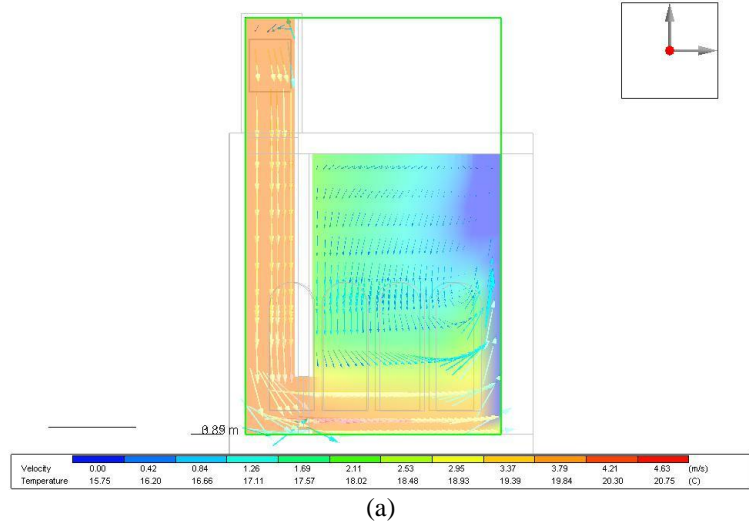 m
Velocity 0.00 0.42 0.84 1.26 1.69 2.11 2.53 2.95 3.37 3.79 4.21 4.63 (m/s)
Temperature 15.75 16.20 16.66 17.11 17.57 18.02 18.48 18.93 19.39 19.84 20.30 20.75 (C)
(a)